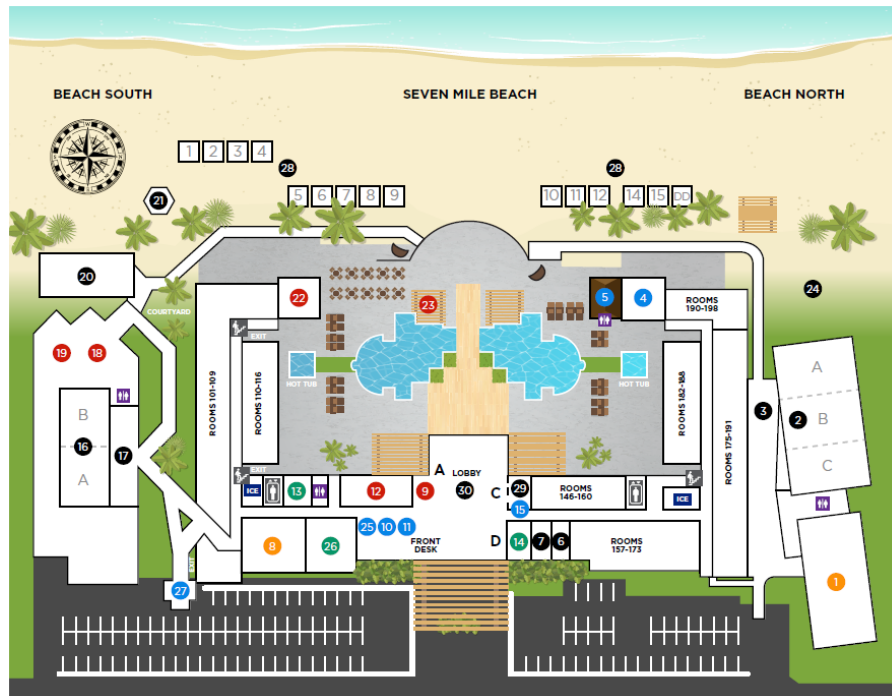 BEACH SOUTH
SEVEN MILE BEACH
BEACH NORTH
1 2 3 4
28
28
5 6 7 8 9
10 11 12 14 15 DD
21
20
COURTYARD
22
23
5
4
ROOMS
190-198
24
EXIT
19
18
HOT TUB
HOT TUB
ROOMS 101-109
ROOMS 110-116
ROOMS 182-188
ROOMS 175-191
3
A
2
B
C
B
16
A
17
EXIT
A
LOBBY
ICE
13
12
9
30
C
29
15
ROOMS
146-160
ICE
8
26
25
10
11
FRONT
DESK
D
14
7
6
ROOMS
157-173
1
EXIT
27